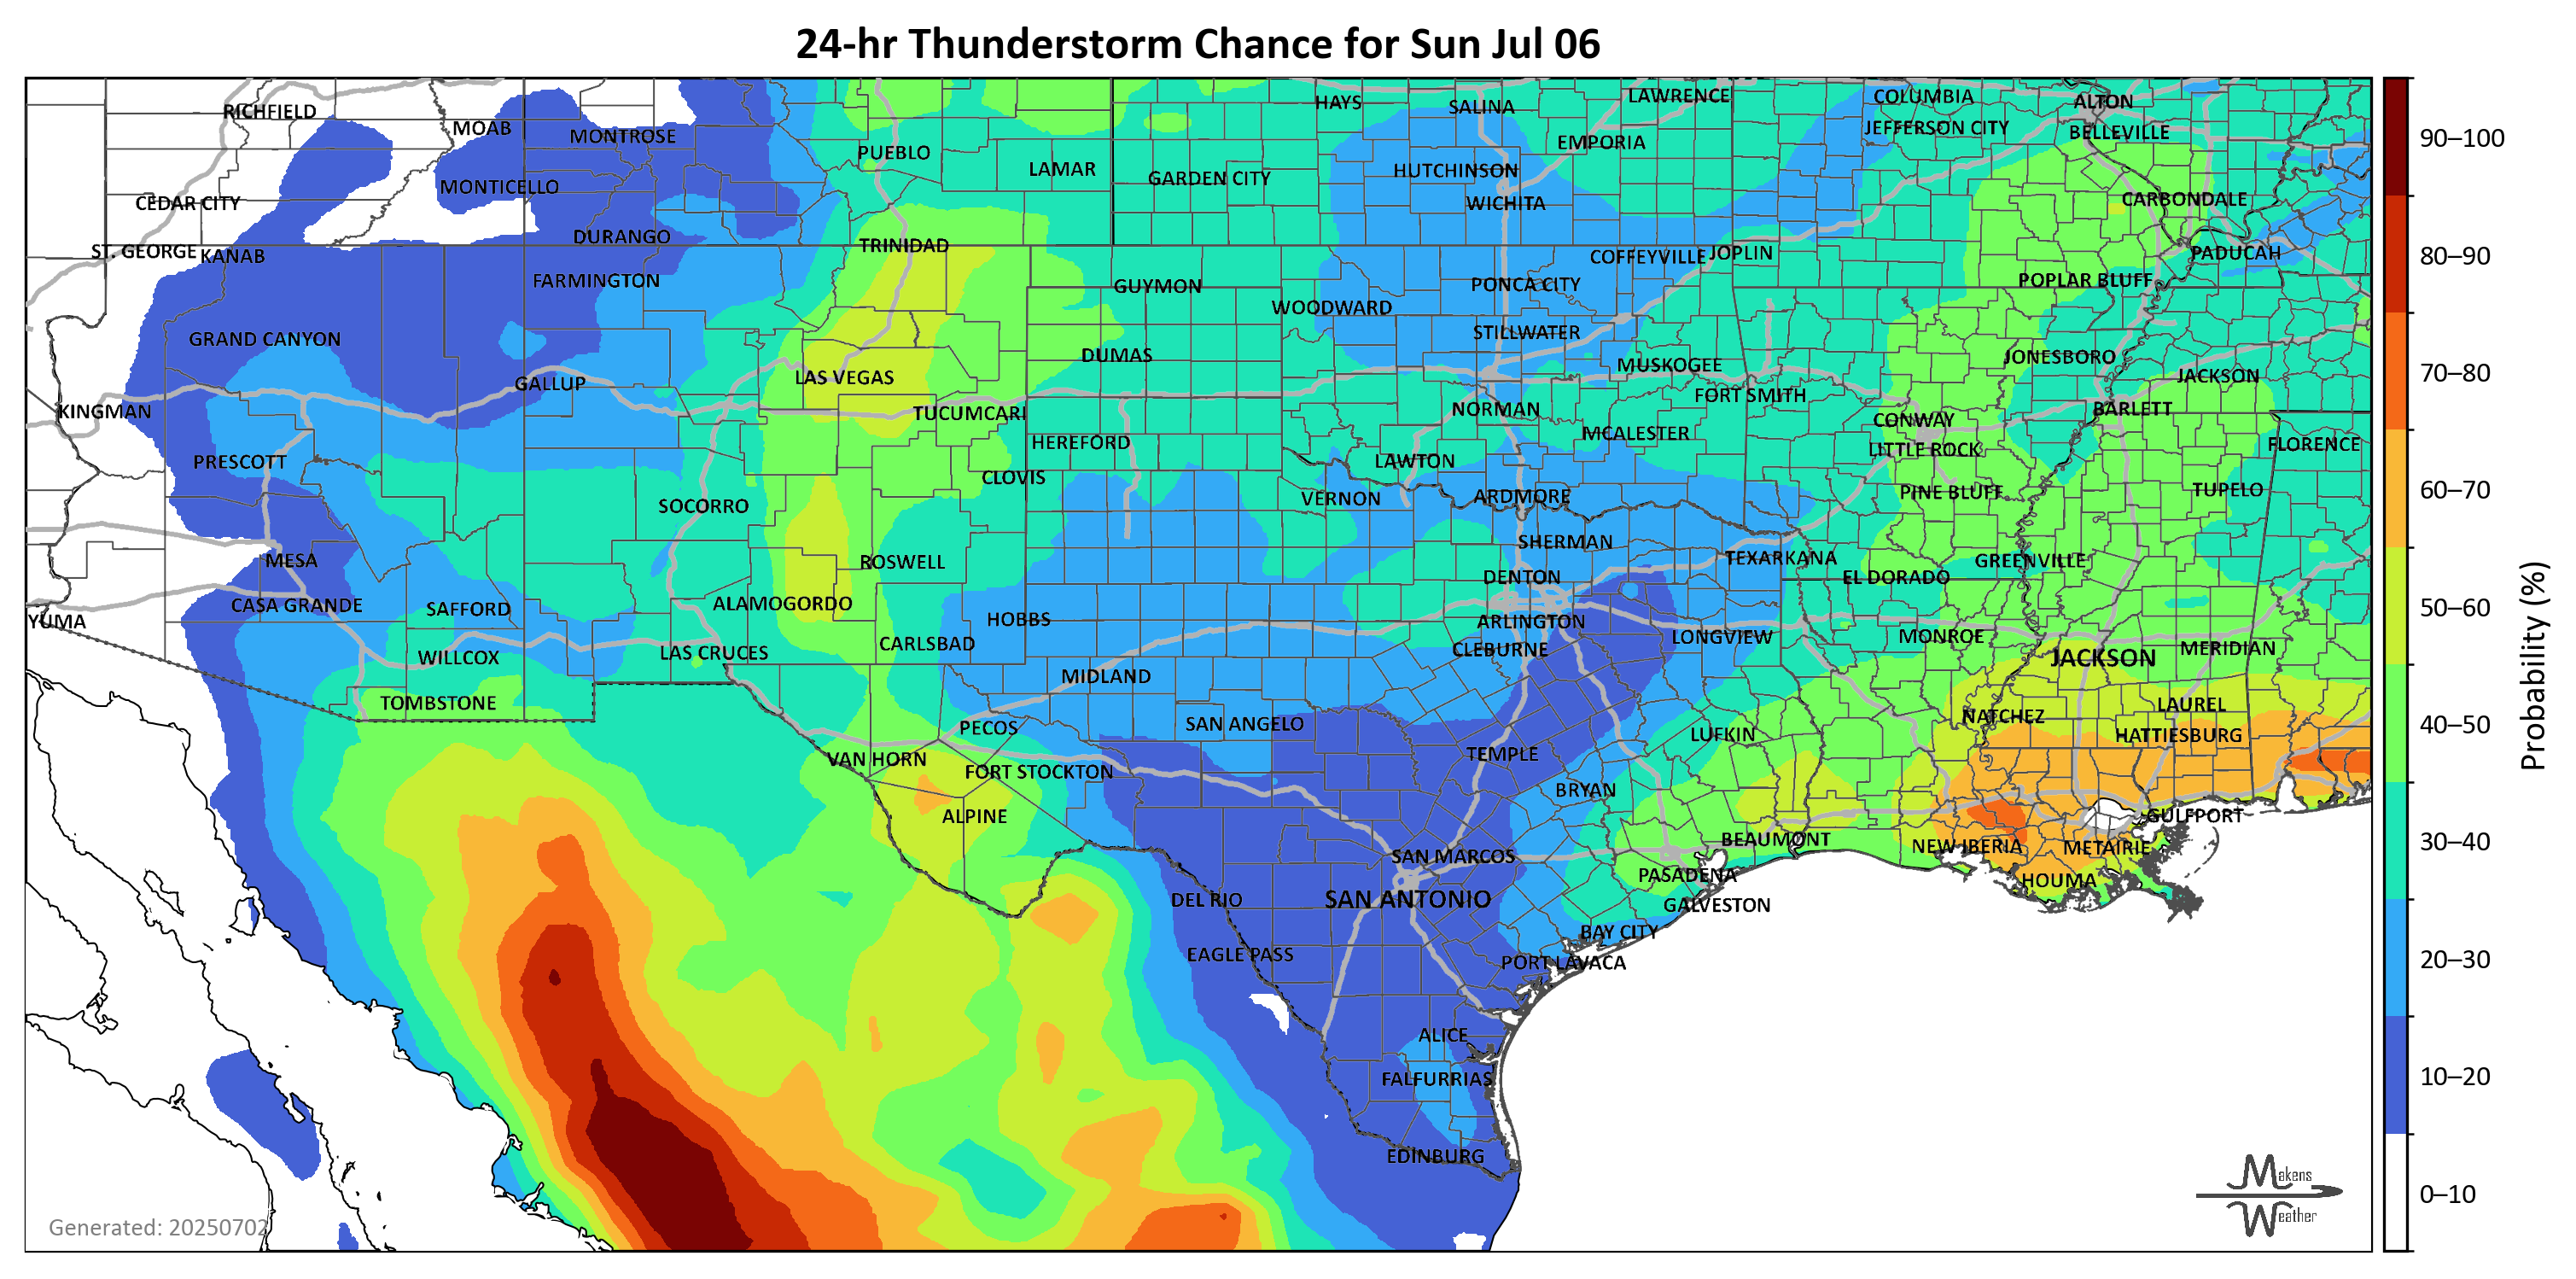 24-hr Thunderstorm Chance for Sun Jul 06
RICHFIELD
MOAB
MONTROSE
PUEBLO
LAMAR
GARDEN CITY
HAYS
SALINA
LAWRENCE
COLUMBIA
ALTON
EMPORIA
JEFFERSON CITY
BELLEVILLE
HUTCHINSON
MONTICELLO
CEDAR CITY
WICHITA
CARBONDALE
DURANGO
TRINIDAD
ST. GEORGE
KANAB
COFFEYVILLE
JOPLIN
PADUCAH
FARMINGTON
GUYMON
PONCA CITY
POPLAR BLUFF
WOODWARD
GRAND CANYON
STILLWATER
DUMAS
MUSKOGEE
JONESBORO
GALLUP
LAS VEGAS
FORT SMITH
JACKSON
KINGMAN
TUCUMCARI
NORMAN
BARLETT
CONWAY
HEREFORD
MCALESTER
LITTLE ROCK
FLORENCE
PRESCOTT
CLOVIS
LAWTON
SOCORRO
VERNON
ARDMORE
PINE BLUFF
TUPELO
MESA
ROSWELL
SHERMAN
TEXARKANA
GREENVILLE
DENTON
EL DORADO
CASA GRANDE
SAFFORD
ALAMOGORDO
YUMA
HOBBS
ARLINGTON
LONGVIEW
MONROE
WILLCOX
LAS CRUCES
CARLSBAD
CLEBURNE
JACKSON
MERIDIAN
TOMBSTONE
MIDLAND
NATCHEZ
LAUREL
PECOS
SAN ANGELO
LUFKIN
HATTIESBURG
VAN HORN
FORT STOCKTON
TEMPLE
BRYAN
ALPINE
GULFPORT
SAN MARCOS
BEAUMONT
NEW IBERIA
METAIRIE
PASADENA
HOUMA
DEL RIO
SAN ANTONIO
GALVESTON
BAY CITY
EAGLE PASS
PORT LAVACA
ALICE
FALFURRIAS
EDINBURG
Generated: 20250702
Makens
Weather
90–100
80–90
70–80
60–70
50–60
40–50
30–40
20–30
10–20
0–10
Probability (%)